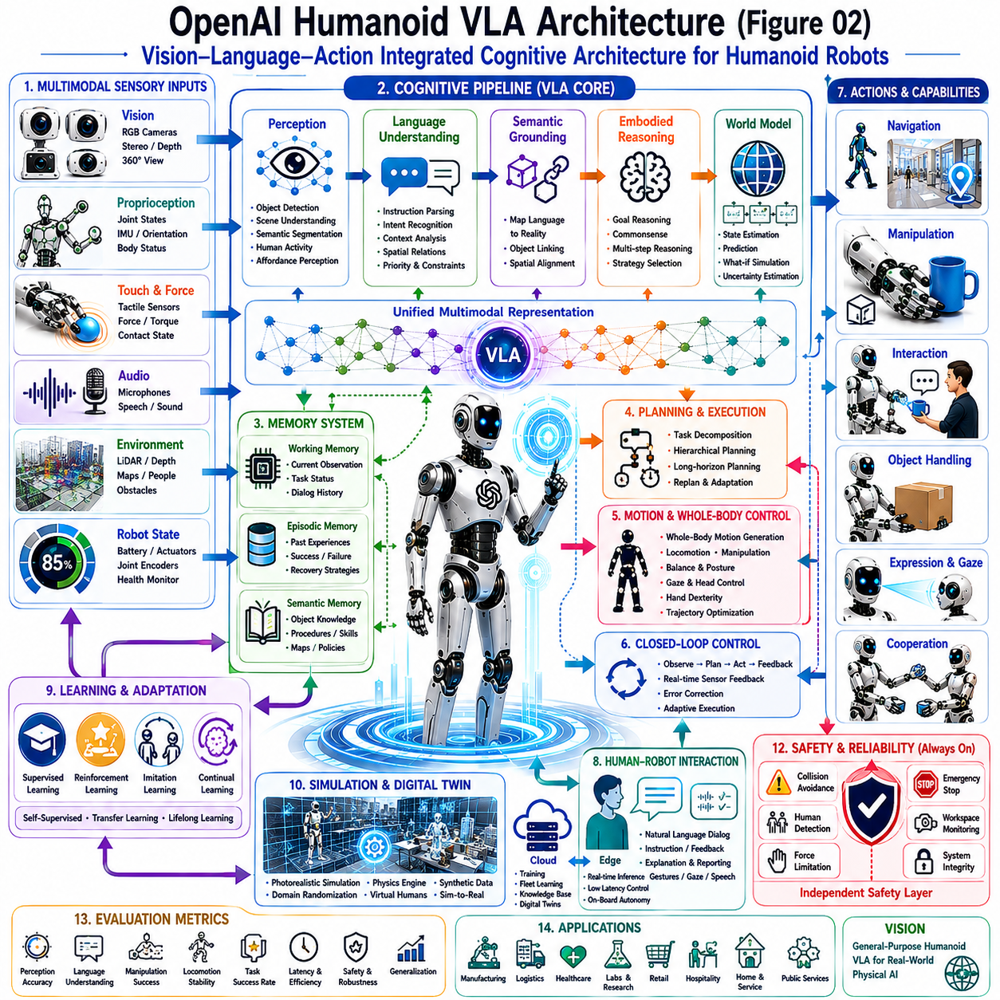 OpenAI Humanoid VLA Architecture (Figure 02)
Vision–Language–Action Integrated Cognitive Architecture for Humanoid Robots
1. MULTIMODAL SENSORY INPUTS
Vision
RGB Cameras
Stereo / Depth
360° View
Proprioception
Joint States
IMU / Orientation
Body Status
Touch & Force
Tactile Sensors
Force / Torque
Contact State
Audio
Microphones
Speech / Sound
Environment
LiDAR / Depth
Maps / People
Obstacles
Robot State
85%
Battery / Actuators
Joint Encoders
Health Monitor
2. COGNITIVE PIPELINE (VLA CORE)
Perception
• Object Detection
• Scene Understanding
• Semantic Segmentation
• Human Activity
• Affordance Perception
Language
Understanding
• Instruction Parsing
• Intent Recognition
• Context Analysis
• Spatial Relations
• Priority & Constraints
Semantic
Grounding
• Map Language
to Reality
• Object Linking
• Spatial Alignment
Embodied
Reasoning
• Goal Reasoning
• Commonsense
• Multi-step Reasoning
• Strategy Selection
World Model
• State Estimation
• Prediction
• What-if Simulation
• Uncertainty Estimation
Unified Multimodal Representation
VLA
3. MEMORY SYSTEM
Working Memory
• Current Observation
• Task Status
• Dialog History
Episodic Memory
• Past Experiences
• Success / Failure
• Recovery Strategies
Semantic Memory
• Object Knowledge
• Procedures / Skills
• Maps / Policies
4. PLANNING & EXECUTION
• Task Decomposition
• Hierarchical Planning
• Long-horizon Planning
• Replan & Adaptation
5. MOTION & WHOLE-BODY CONTROL
• Whole-Body Motion Generation
• Locomotion • Manipulation
• Balance & Posture
• Gaze & Head Control
• Hand Dexterity
• Trajectory Optimization
6. CLOSED-LOOP CONTROL
• Observe → Plan → Act → Feedback
• Real-time Sensor Feedback
• Error Correction
• Adaptive Execution
7. ACTIONS & CAPABILITIES
Navigation
Manipulation
Interaction
Object Handling
Expression & Gaze
Cooperation
8. HUMAN–ROBOT INTERACTION
• Natural Language Dialog
• Instruction / Feedback
• Explanation & Reporting
Gestures / Gaze / Speech
Cloud
• Training
• Fleet Learning
• Knowledge Base
• Digital Twins
Edge
• Real-time Inference
• Low Latency Control
• On-Board Autonomy
9. LEARNING & ADAPTATION
Supervised
Learning
Reinforcement
Learning
Imitation
Learning
Continual
Learning
Self-Supervised • Transfer Learning • Lifelong Learning
10. SIMULATION & DIGITAL TWIN
• Photorealistic Simulation • Physics Engine • Synthetic Data
• Domain Randomization • Virtual Humans • Sim-to-Real
12. SAFETY & RELIABILITY (Always On)
Collision
Avoidance
STOP
Emergency
Stop
Human
Detection
Workspace
Monitoring
Force
Limitation
System
Integrity
Independent Safety Layer
13. EVALUATION METRICS
Perception
Accuracy
Language
Understanding
Manipulation
Success
Locomotion
Stability
Task
Success Rate
Latency &
Efficiency
Safety &
Robustness
Generalization
14. APPLICATIONS
Manufacturing
Logistics
Healthcare
Labs &
Research
Retail
Hospitality
Home &
Service
Public Services
VISION
General-Purpose Humanoid
VLA for Real-World
Physical AI